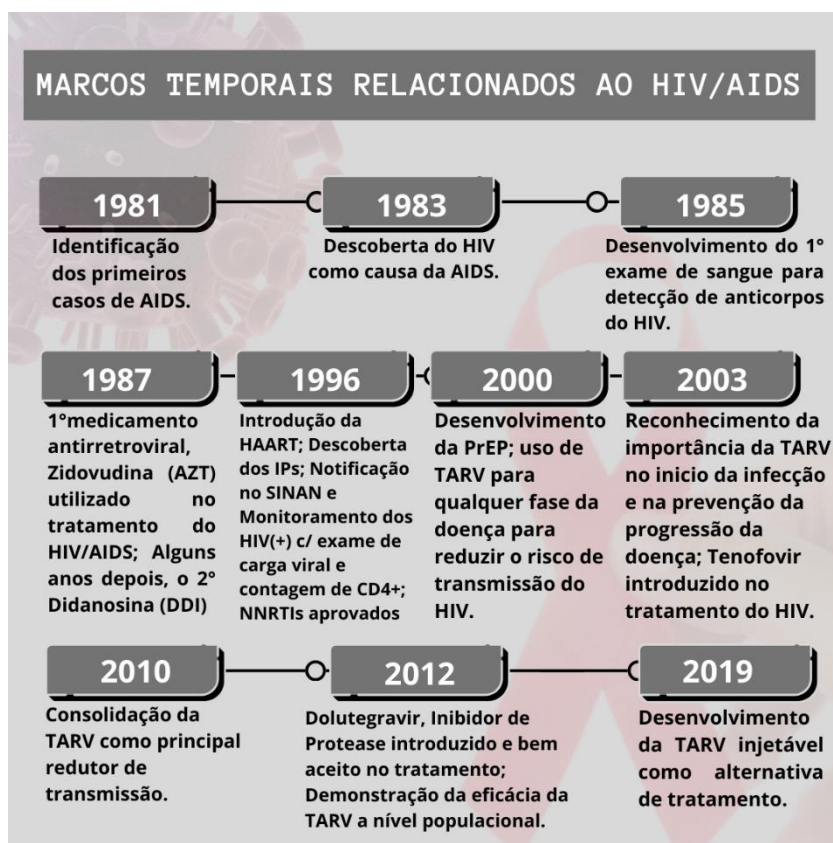 MARCOS TEMPORAIS RELACIONADOS AO HIV/AIDS
1981
Identificação
dos primeiros
casos de AIDS.
1983
Descoberta do HIV
como causa da AIDS.
1985
Desenvolvimento do 1°
exame de sangue para
detecção de anticorpos
do HIV.
1987
1°medicamento
antirretroviral,
Zidovudina (AZT)
utilizado no
tratamento do
HIV/AIDS; Alguns
anos depois, o 2°
Didanosina (DDI)
1996
Introdução da
HAART; Descoberta
dos IPs; Notificação
no SINAN e
Monitoramento dos
HIV(+) c/ exame de
carga viral e
contagem de CD4+;
NNRTIs aprovados
2000
Desenvolvimento
da PrEP; uso de
TARV para
qualquer fase da
doença para
reduzir o risco de
transmissão do
HIV.
2003
Reconhecimento da
importância da TARV
no inicio da infecção
e na prevenção da
progressão da
doença; Tenofovir
introduzido no
tratamento do HIV.
2010
Consolidação da
TARV como principal
redutor de
transmissão.
2012
Dolutegravir, Inibidor de
Protease introduzido e bem
aceito no tratamento;
Demonstração da eficácia da
TARV a nível populacional.
2019
Desenvolvimento
da TARV injetável
como alternativa
de tratamento.